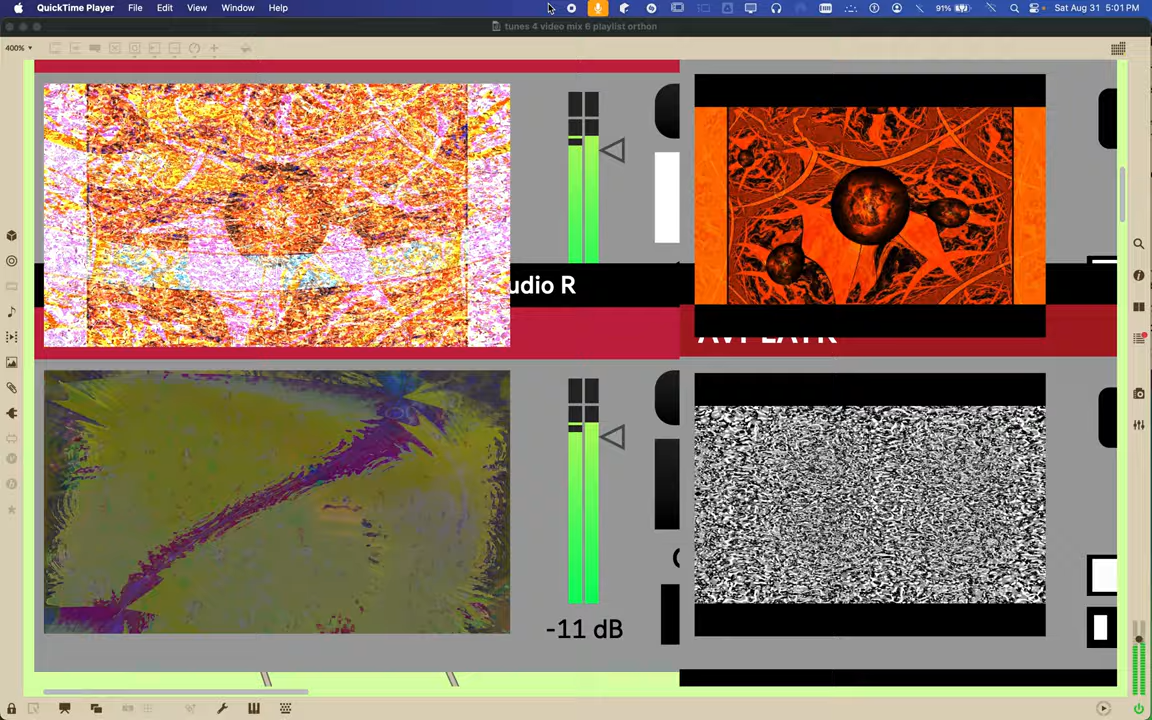 QuickTime Player File Edit View Window Help 91% Sat Aug 31 5:01 PM
tunes 4 video mix 6 playlist orthon
400%
udio R
-11 dB